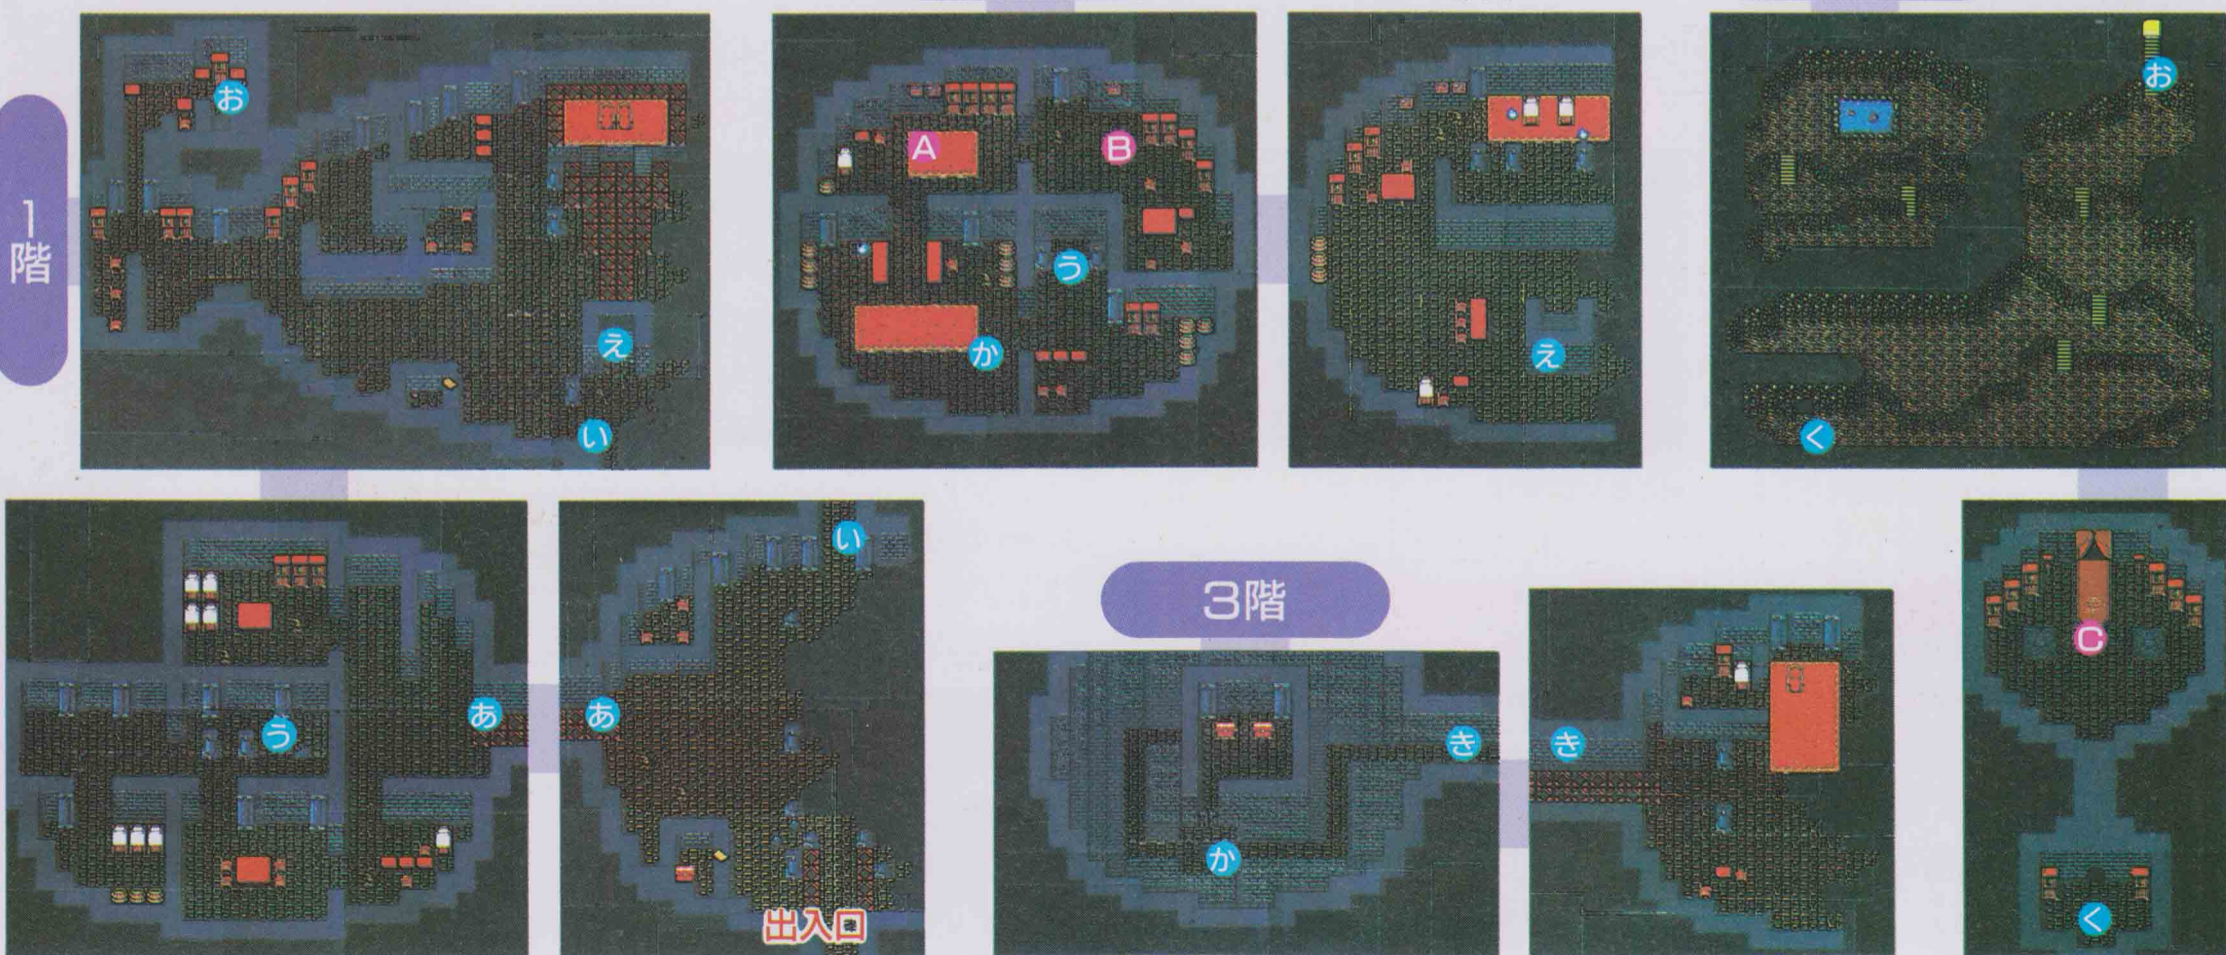 1階
お
え
い
A
B
う
か
え
お
く
う
あ
あ
い
出入口
3階
か
き
き
C
く